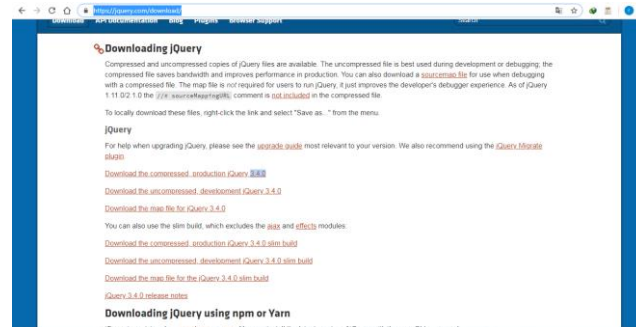 https://jquery.com/download/
Download API Documentation Blog Plugins Browser Support
Search
Downloading jQuery
Compressed and uncompressed copies of jQuery files are available. The uncompressed file is best used during development or debugging; the
compressed file saves bandwidth and improves performance in production. You can also download a sourcemap file for use when debugging
with a compressed file. The map file is not required for users to run jQuery, it just improves the developer's debugger experience. As of jQuery
1.11.0/2.1.0 the //# sourceMappingURL comment is not included in the compressed file.
To locally download these files, right-click the link and select "Save as..." from the menu.
jQuery
For help when upgrading jQuery, please see the upgrade guide most relevant to your version. We also recommend using the jQuery Migrate
plugin.
Download the compressed, production jQuery 3.4.0
Download the uncompressed, development jQuery 3.4.0
Download the map file for jQuery 3.4.0
You can also use the slim build, which excludes the ajax and effects modules:
Download the compressed, production jQuery 3.4.0 slim build
Download the uncompressed, development jQuery 3.4.0 slim build
Download the map file for the jQuery 3.4.0 slim build
jQuery 3.4.0 release notes
Downloading jQuery using npm or Yarn